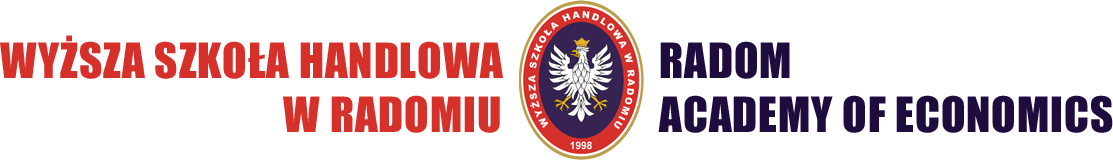 WYŻSZA SZKOŁA HANDLOWA
W RADOMIU
WYŻSZA SZKOŁA HANDLOWA W RADOMIU
1998
RADOM
ACADEMY OF ECONOMICS